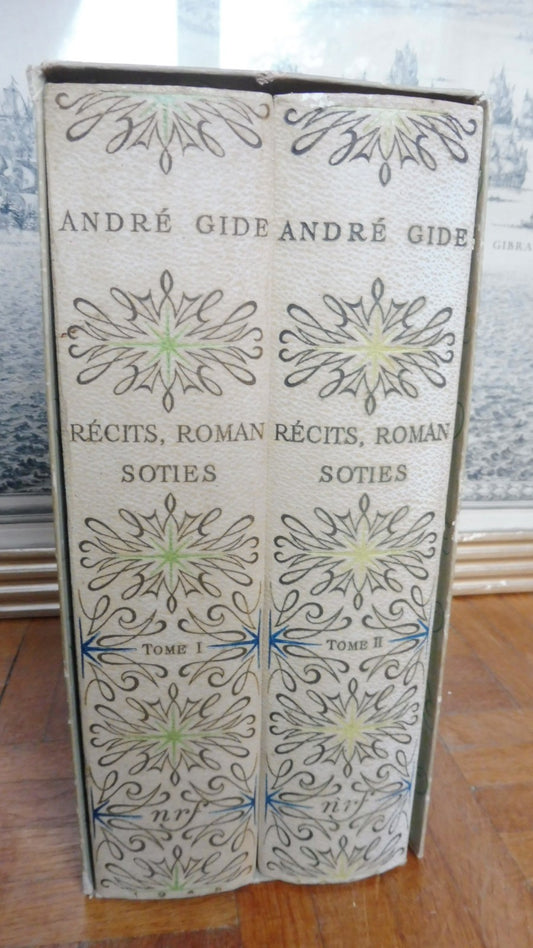 ANDRÉ GIDE
RÉCITS, ROMAN
SOTIES
TOME I
nrf
ANDRÉ GIDE
RÉCITS, ROMAN
SOTIES
TOME II
nrf
GIBRA